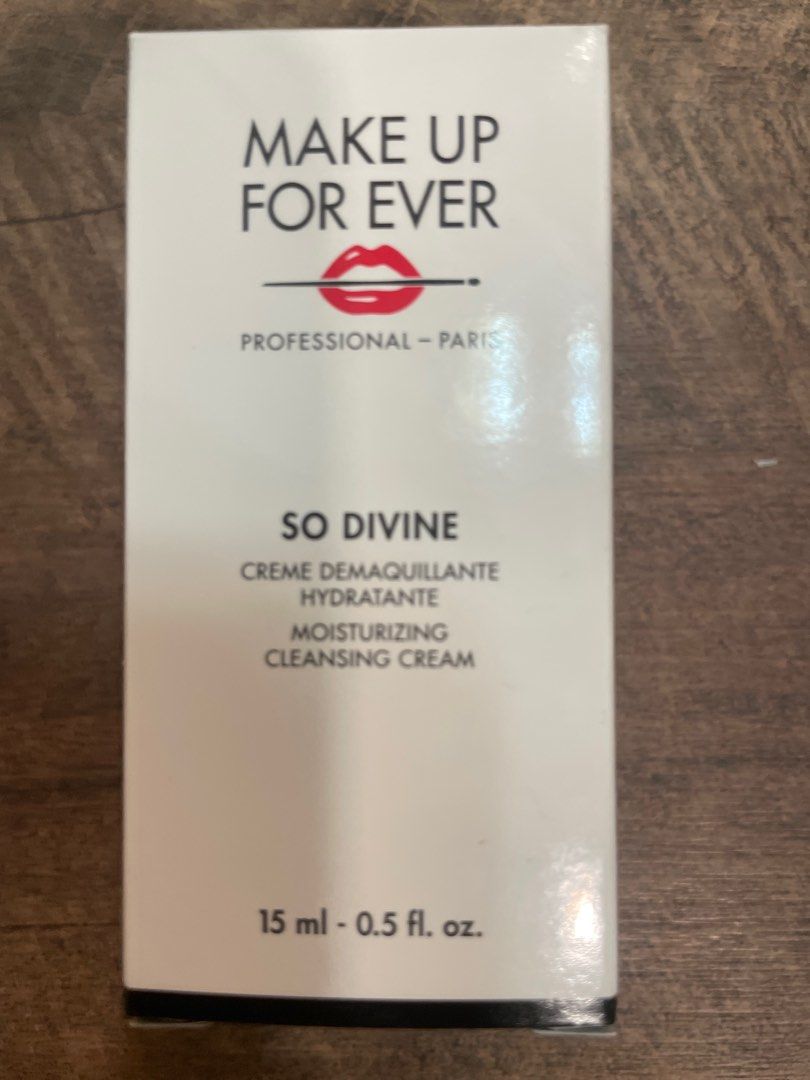 MAKE UP
FOR EVER
PROFESSIONAL – PARIS
SO DIVINE
CREME DEMAQUILLANTE
HYDRATANTE
MOISTURIZING
CLEANSING CREAM
15 ml - 0.5 fl. oz.